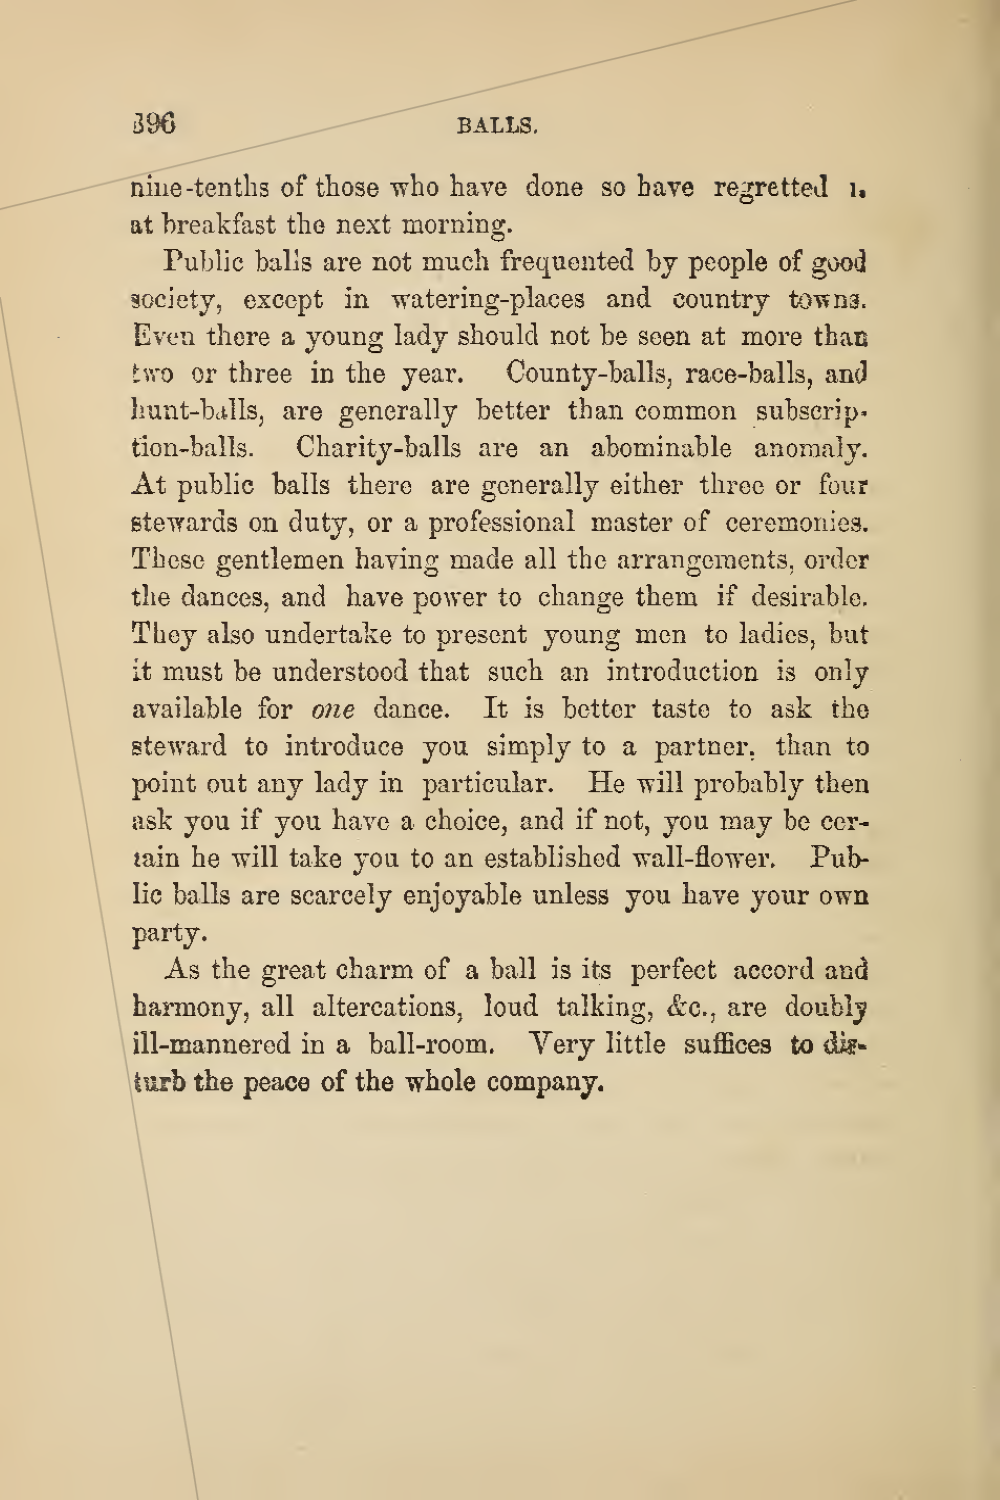 396 BALLS.
nine-tenths of those who have done so have regretted
at breakfast the next morning.
Public balls are not much frequented by people of good
society, except in watering-places and country towns.
Even there a young lady should not be seen at more than
two or three in the year. County-balls, race-balls, and
hunt-balls, are generally better than common subscrip-
tion-balls. Charity-balls are an abominable anomaly.
At public balls there are generally either three or four
stewards on duty, or a professional master of ceremonies.
These gentlemen having made all the arrangements, order
the dances, and have power to change them if desirable.
They also undertake to present young men to ladies, but
it must be understood that such an introduction is only
available for one dance. It is better taste to ask the
steward to introduce you simply to a partner, than to
point out any lady in particular. He will probably then
ask you if you have a choice, and if not, you may be cer-
tain he will take you to an established wall-flower. Pub-
lic balls are scarcely enjoyable unless you have your own
party.
As the great charm of a ball is its perfect accord and
harmony, all altercations, loud talking, &c., are doubly
ill-mannered in a ball-room. Very little suffices to dis-
turb the peace of the whole company.